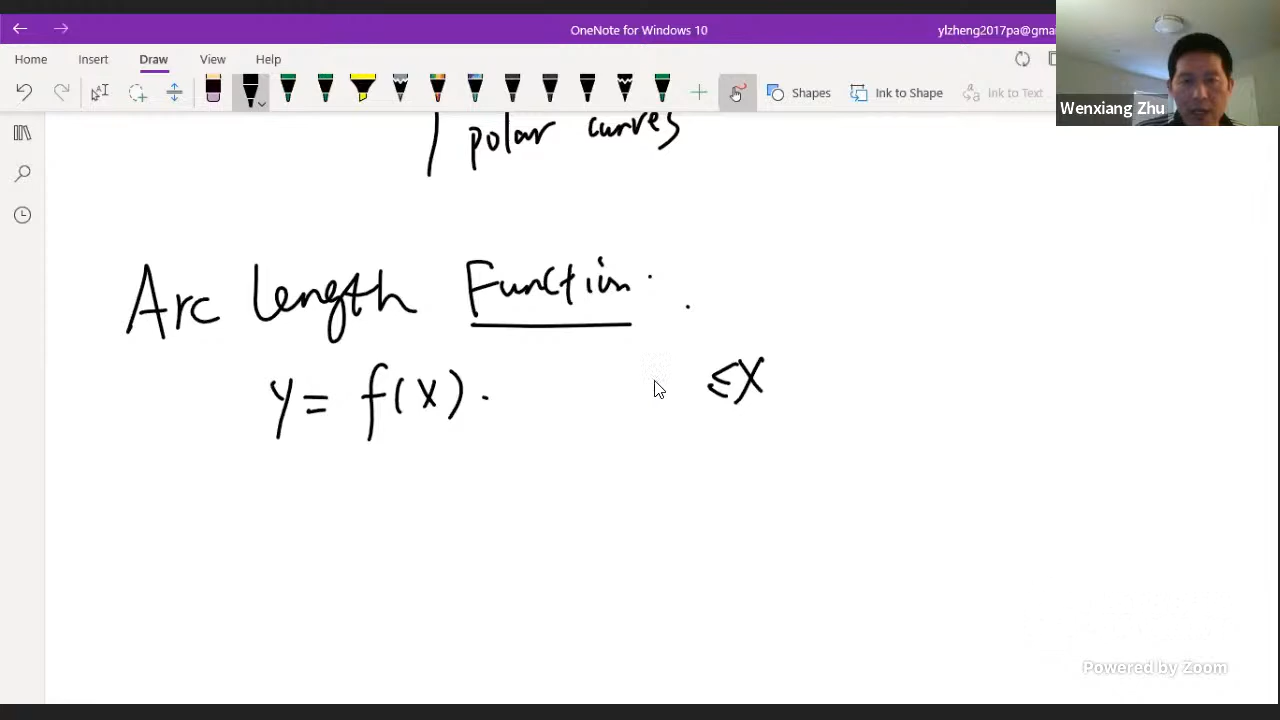 OneNote for Windows 10
ylzheng2017pa@gma
Home Insert Draw View Help
Shapes Ink to Shape Ink to Text
Wenxiang Zhu
polar curves
Arc length Function.
y = f(x). ≤X
Powered by Zoom